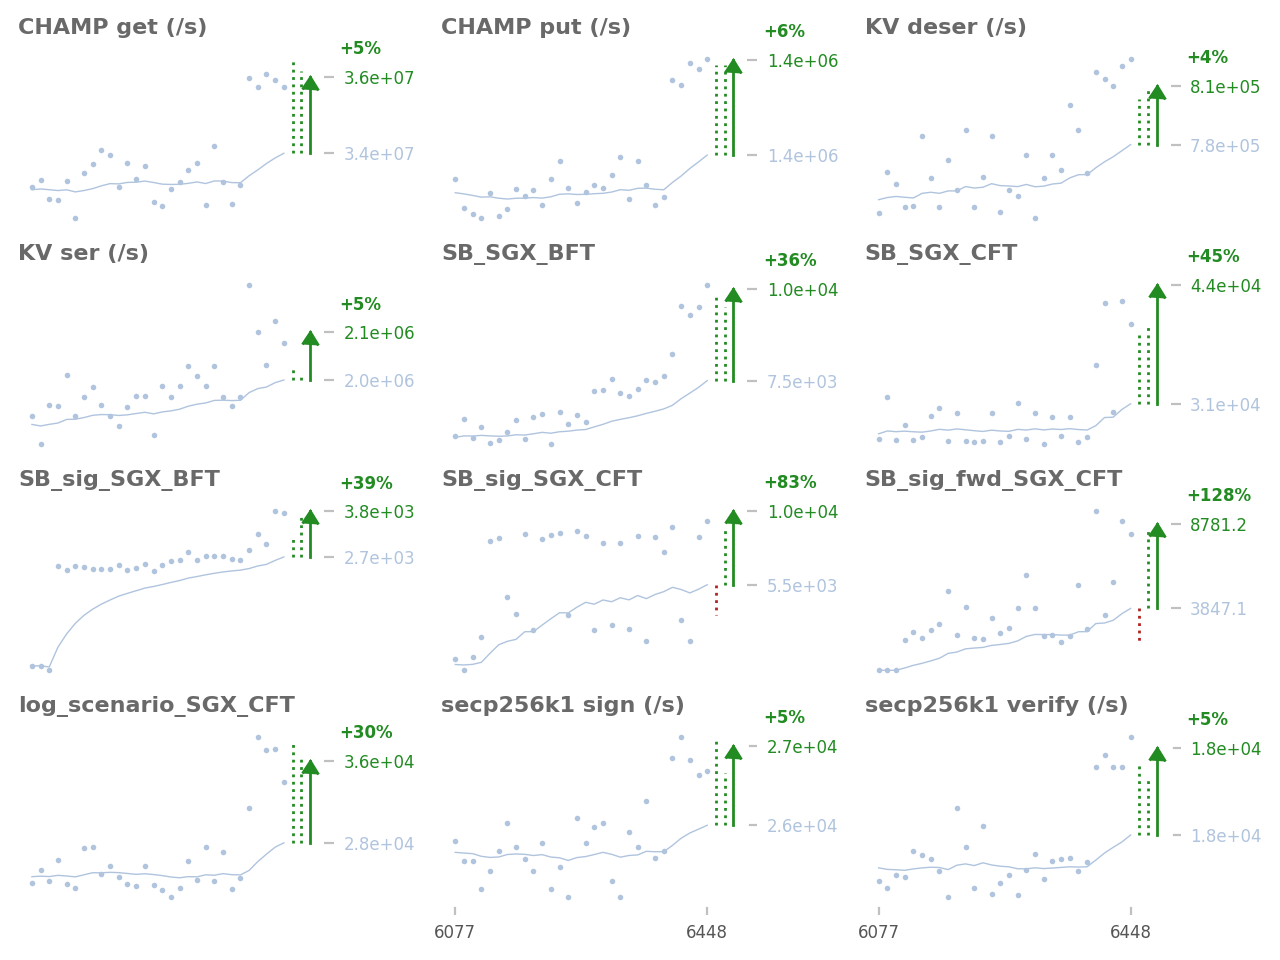 CHAMP get (/s)
+5%
3.6e+07
3.4e+07
CHAMP put (/s)
+6%
1.4e+06
1.4e+06
KV deser (/s)
+4%
8.1e+05
7.8e+05
KV ser (/s)
+5%
2.1e+06
2.0e+06
SB_SGX_BFT
+36%
1.0e+04
7.5e+03
SB_SGX_CFT
+45%
4.4e+04
3.1e+04
SB_sig_SGX_BFT
+39%
3.8e+03
2.7e+03
SB_sig_SGX_CFT
+83%
1.0e+04
5.5e+03
SB_sig_fwd_SGX_CFT
+128%
8781.2
3847.1
log_scenario_SGX_CFT
+30%
3.6e+04
2.8e+04
secp256k1 sign (/s)
+5%
2.7e+04
2.6e+04
6077
6448
secp256k1 verify (/s)
+5%
1.8e+04
1.8e+04
6077
6448